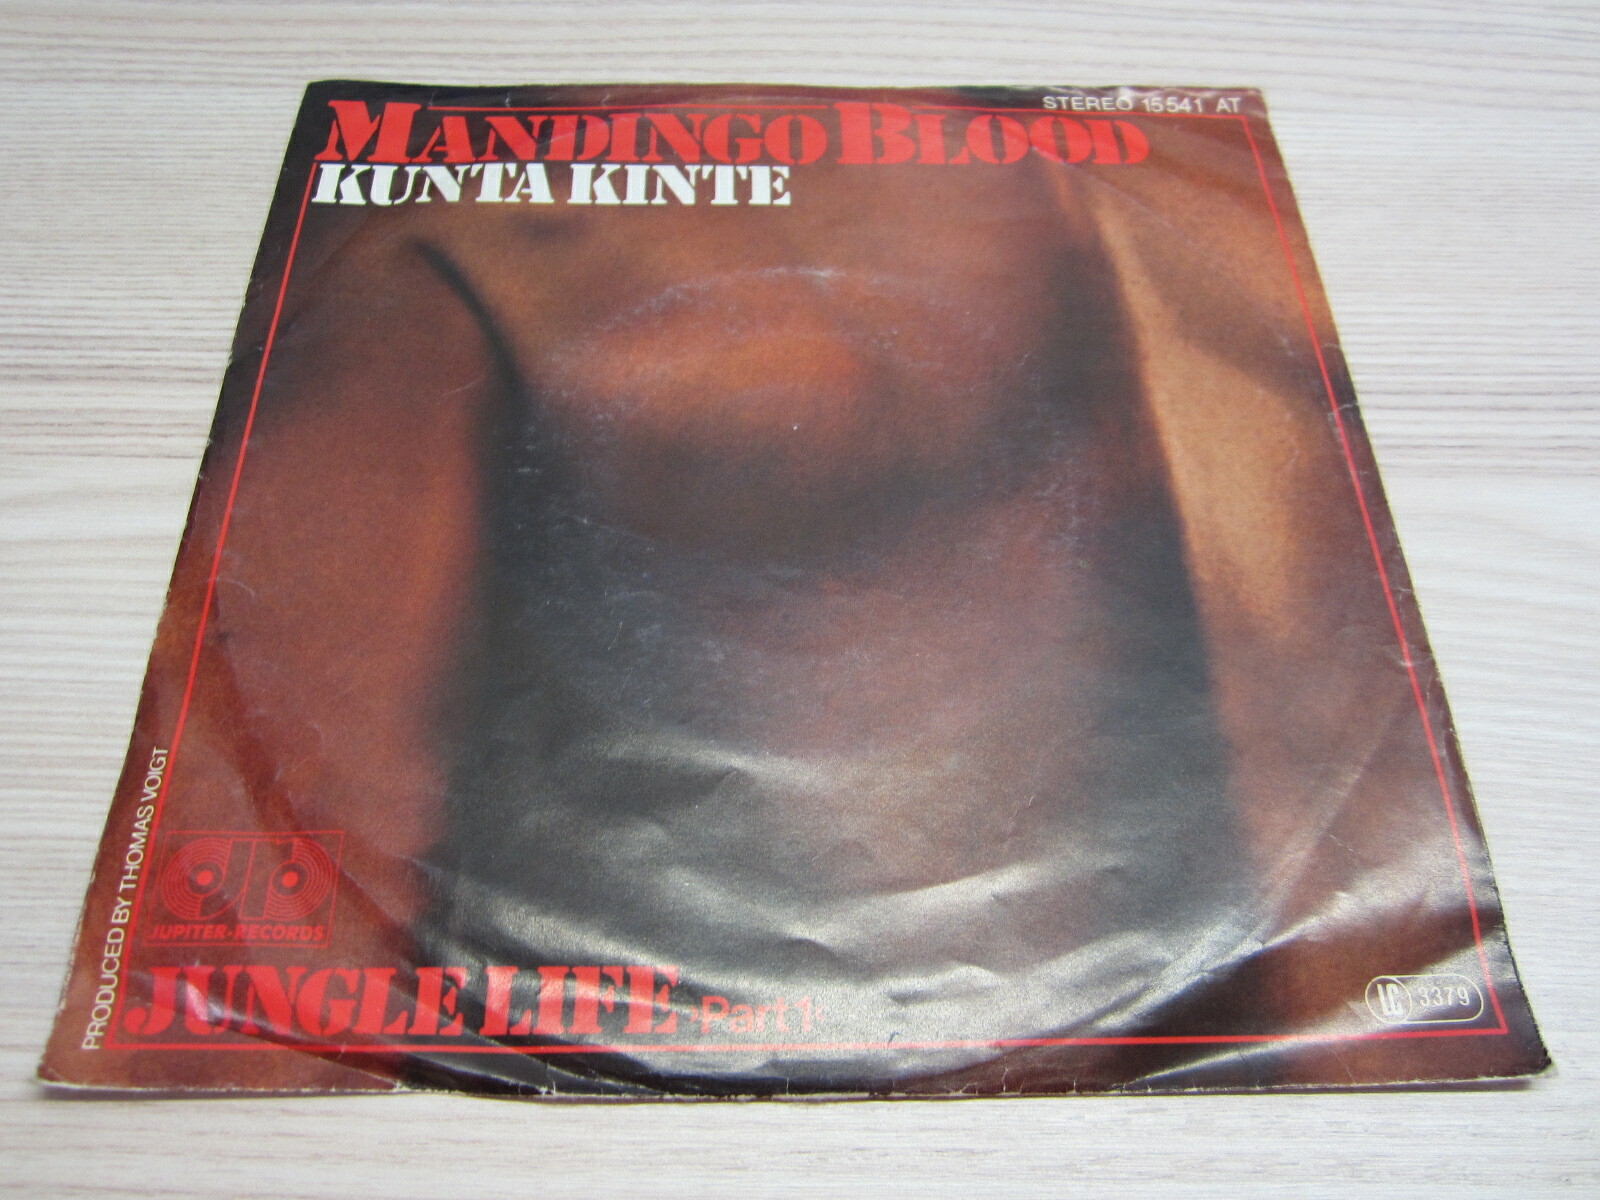 STEREO 15541 AT
MANDINGO BLOOD
KUNTA KINTE
PRODUCED BY THOMAS VOIGT
JUPITER-RECORDS
JUNGLE LIFE ›Part 1‹
LC 3379